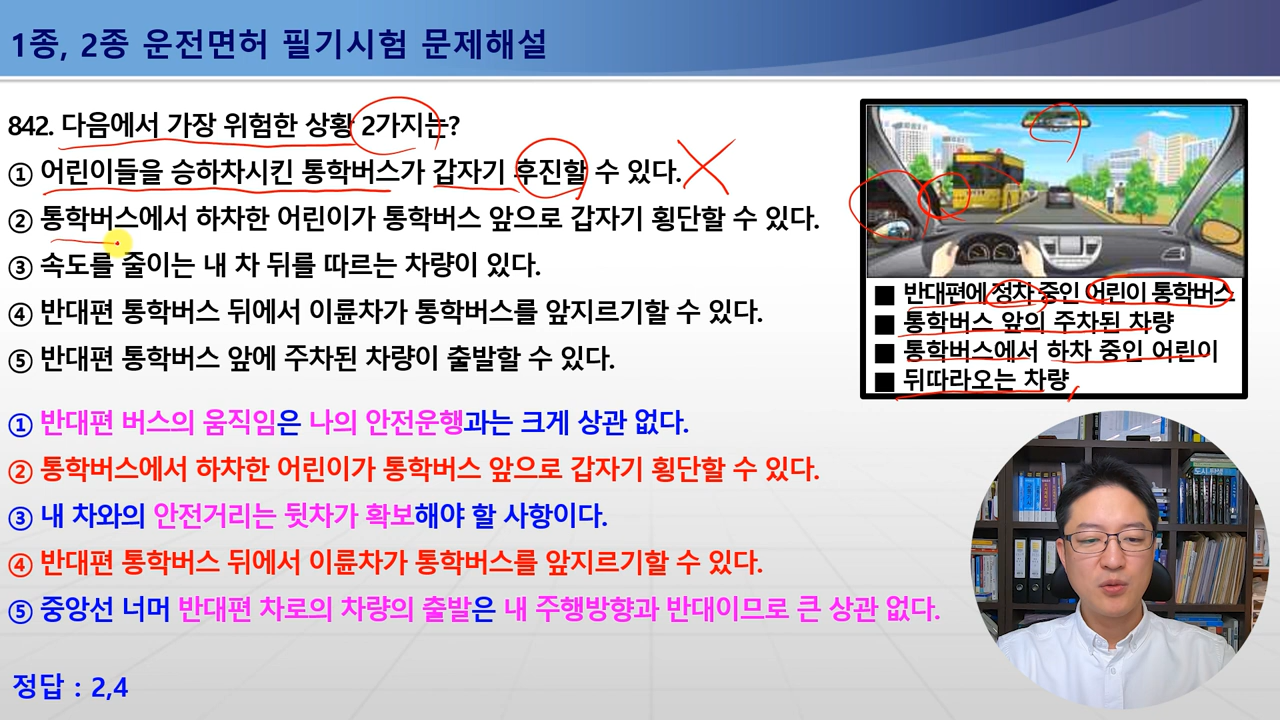 1종, 2종 운전면허 필기시험 문제해설
842. 다음에서 가장 위험한 상황 2가지는?
① 어린이들을 승하차시킨 통학버스가 갑자기 후진할 수 있다.
② 통학버스에서 하차한 어린이가 통학버스 앞으로 갑자기 횡단할 수 있다.
③ 속도를 줄이는 내 차 뒤를 따르는 차량이 있다.
④ 반대편 통학버스 뒤에서 이륜차가 통학버스를 앞지르기할 수 있다.
⑤ 반대편 통학버스 앞에 주차된 차량이 출발할 수 있다.
■ 반대편에 정차 중인 어린이 통학버스
■ 통학버스 앞의 주차된 차량
■ 통학버스에서 하차 중인 어린이
■ 뒤따라오는 차량
① 반대편 버스의 움직임은 나의 안전운행과는 크게 상관 없다.
② 통학버스에서 하차한 어린이가 통학버스 앞으로 갑자기 횡단할 수 있다.
③ 내 차와의 안전거리는 뒷차가 확보해야 할 사항이다.
④ 반대편 통학버스 뒤에서 이륜차가 통학버스를 앞지르기할 수 있다.
⑤ 중앙선 너머 반대편 차로의 차량의 출발은 내 주행방향과 반대이므로 큰 상관 없다.
정답 : 2,4